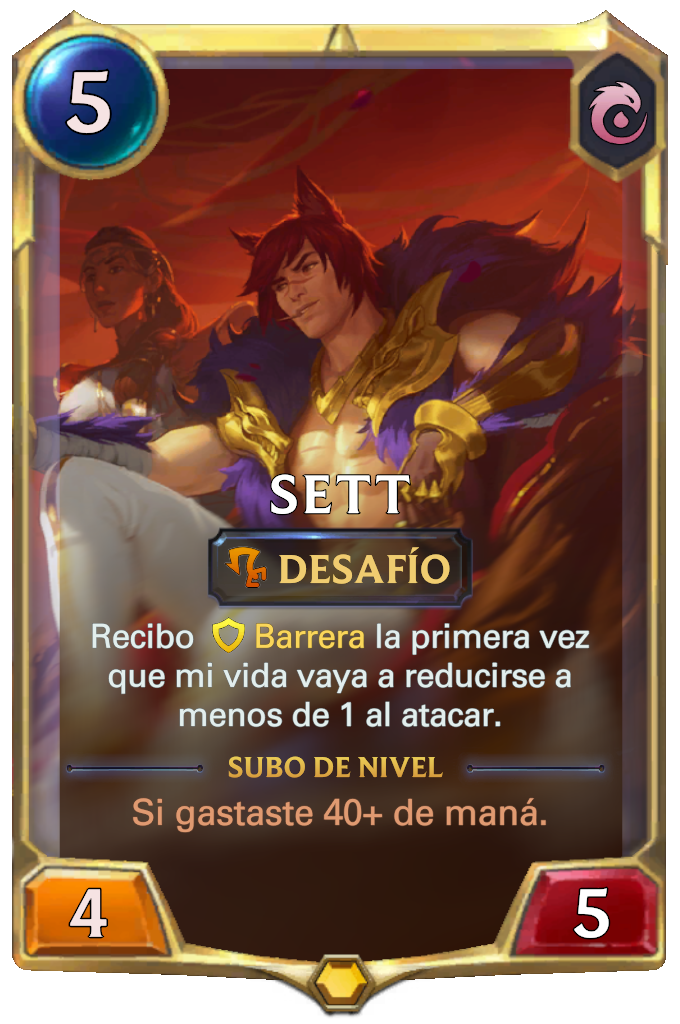 5
SETT
DESAFÍO
Recibo Barrera la primera vez
que mi vida vaya a reducirse a
menos de 1 al atacar.
SUBO DE NIVEL
Si gastaste 40+ de maná.
4
5